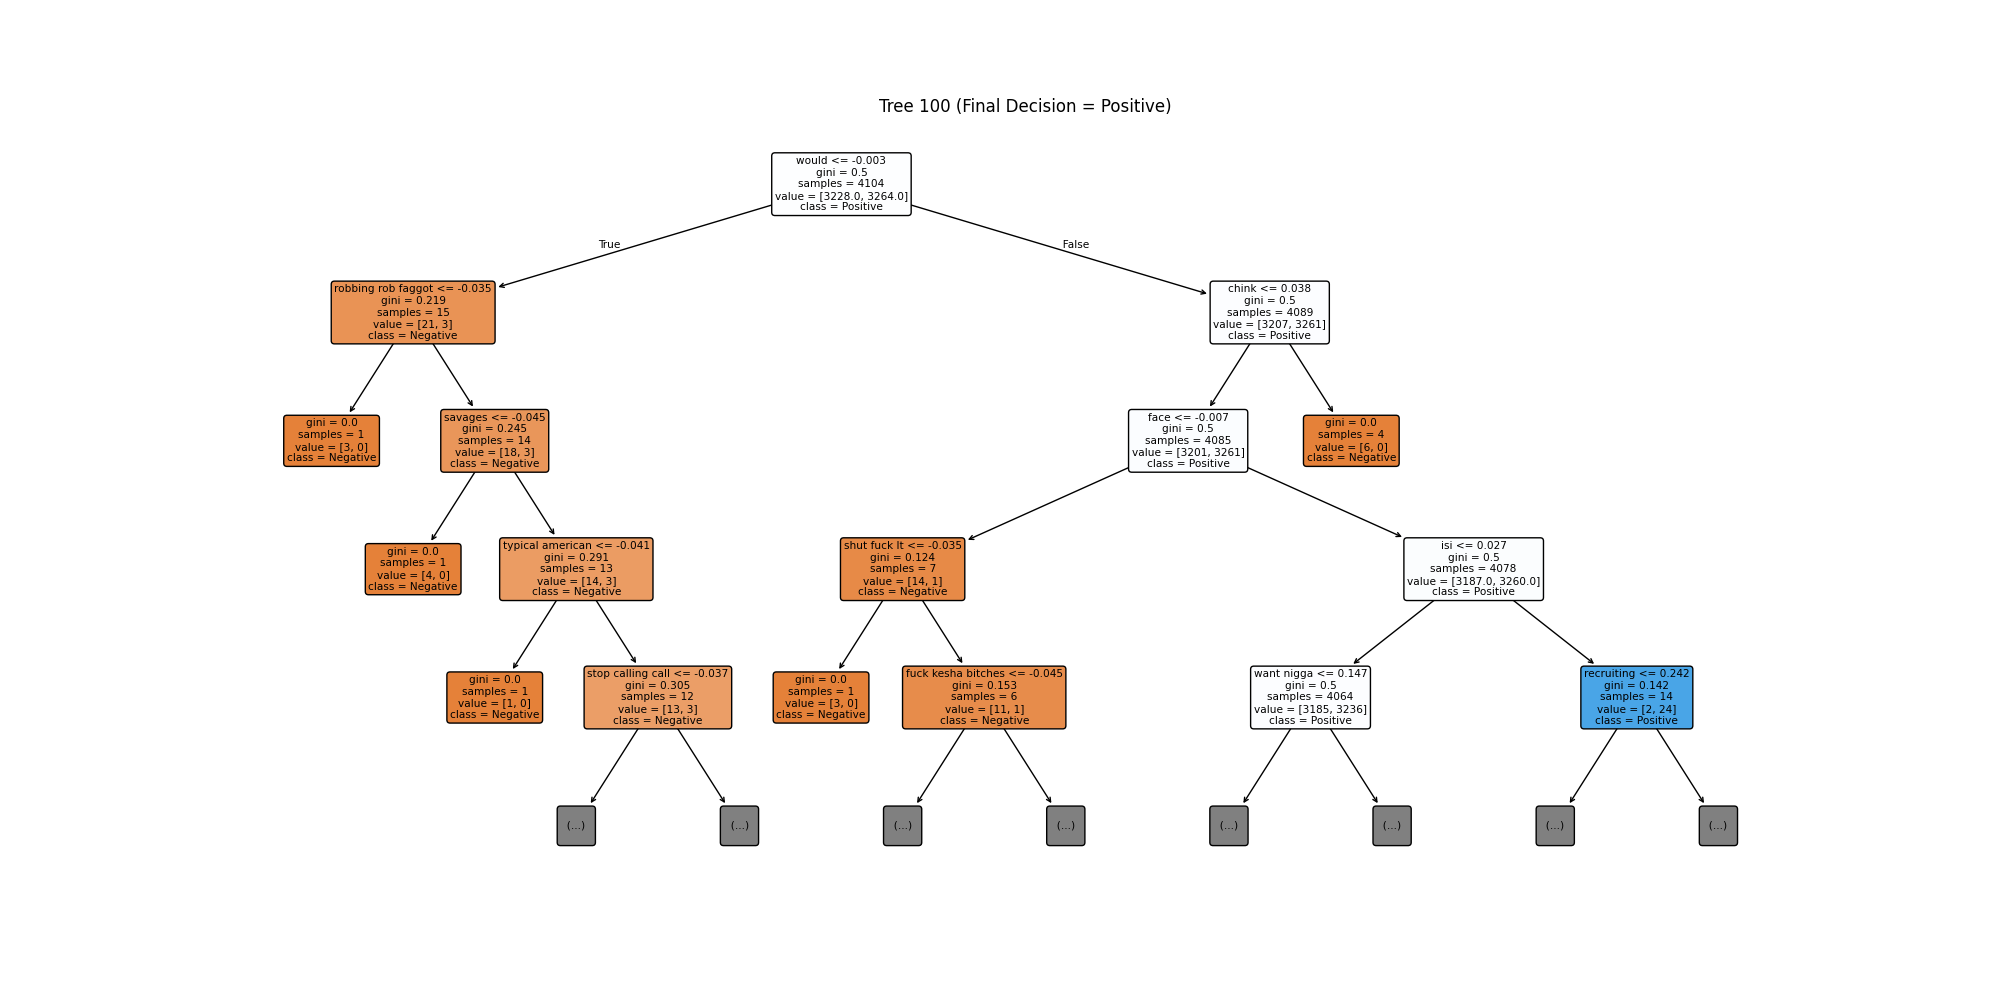 Tree 100 (Final Decision = Positive)
would <= -0.003
gini = 0.5
samples = 4104
value = [3228.0, 3264.0]
class = Positive
True
False
robbing rob faggot <= -0.035
gini = 0.219
samples = 15
value = [21, 3]
class = Negative
chink <= 0.038
gini = 0.5
samples = 4089
value = [3207, 3261]
class = Positive
gini = 0.0
samples = 1
value = [3, 0]
class = Negative
savages <= -0.045
gini = 0.245
samples = 14
value = [18, 3]
class = Negative
face <= -0.007
gini = 0.5
samples = 4085
value = [3201, 3261]
class = Positive
gini = 0.0
samples = 4
value = [6, 0]
class = Negative
gini = 0.0
samples = 1
value = [4, 0]
class = Negative
typical american <= -0.041
gini = 0.291
samples = 13
value = [14, 3]
class = Negative
shut fuck lt <= -0.035
gini = 0.124
samples = 7
value = [14, 1]
class = Negative
isi <= 0.027
gini = 0.5
samples = 4078
value = [3187.0, 3260.0]
class = Positive
gini = 0.0
samples = 1
value = [1, 0]
class = Negative
stop calling call <= -0.037
gini = 0.305
samples = 12
value = [13, 3]
class = Negative
gini = 0.0
samples = 1
value = [3, 0]
class = Negative
fuck kesha bitches <= -0.045
gini = 0.153
samples = 6
value = [11, 1]
class = Negative
want nigga <= 0.147
gini = 0.5
samples = 4064
value = [3185, 3236]
class = Positive
recruiting <= 0.242
gini = 0.142
samples = 14
value = [2, 24]
class = Positive
(...)
(...)
(...)
(...)
(...)
(...)
(...)
(...)